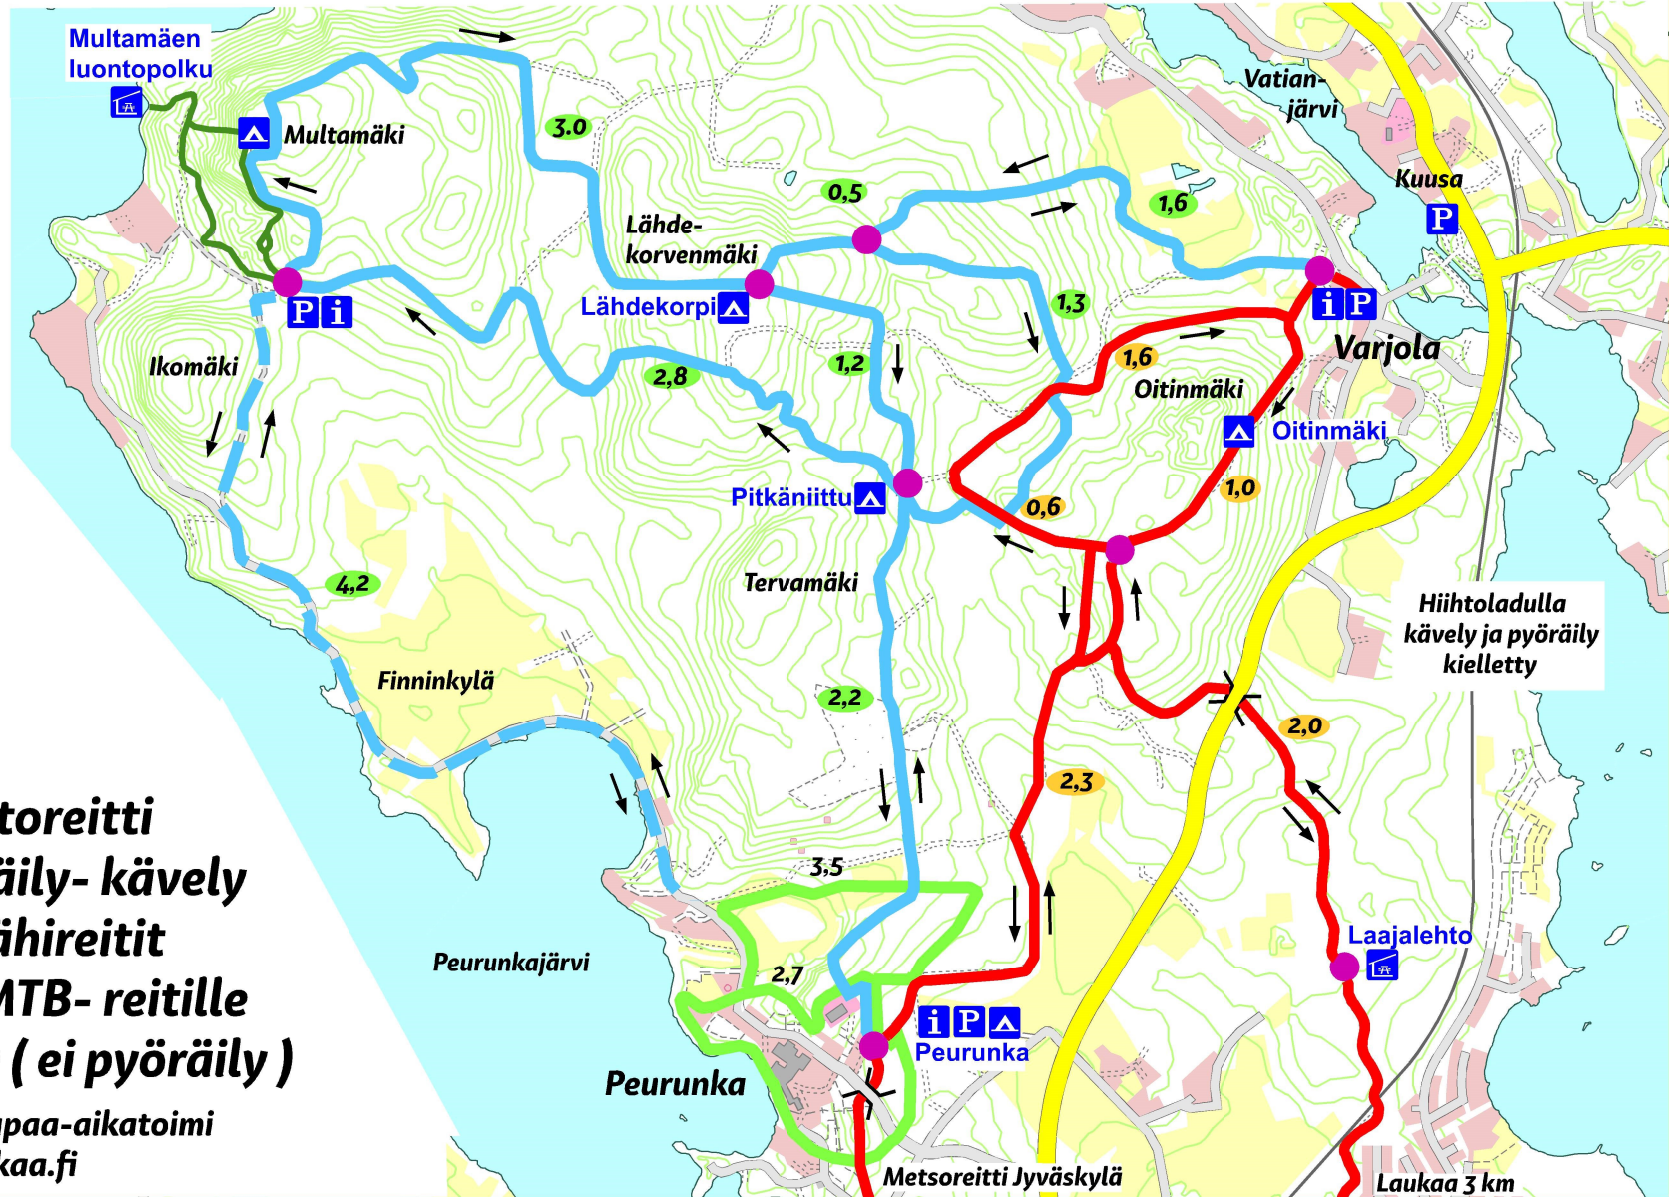 Multamäen
luontopolku
Multamäki
3.0
Vatian-
järvi
Kuusa
P
0,5
1,6
Lähde-
korvenmäki
Lähdekorpi
P i
1,3
i P
Varjola
Ikomäki
2,8
1,2
1,6
Oitinmäki
Oitinmäki
Pitkäniittu
1,0
0,6
4,2
Tervamäki
Hiihtoladulla
kävely ja pyöräily
kielletty
Finninkylä
2,2
2,0
2,3
toreitti
äily- kävely
ähireitit
MTB- reitille
( ei pyöräily )
apaa-aikatoimi
kaa.fi
3,5
Peurunkajärvi
2,7
Laajalehto
i P
Peurunka
Peurunka
Metsoreitti Jyväskylä
Laukaa 3 km